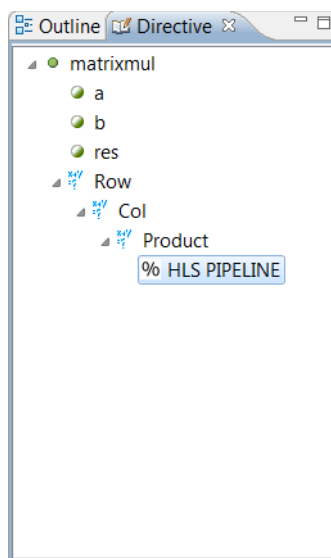 Outline Directive
matrixmul
a
b
res
Row
Col
Product
% HLS PIPELINE